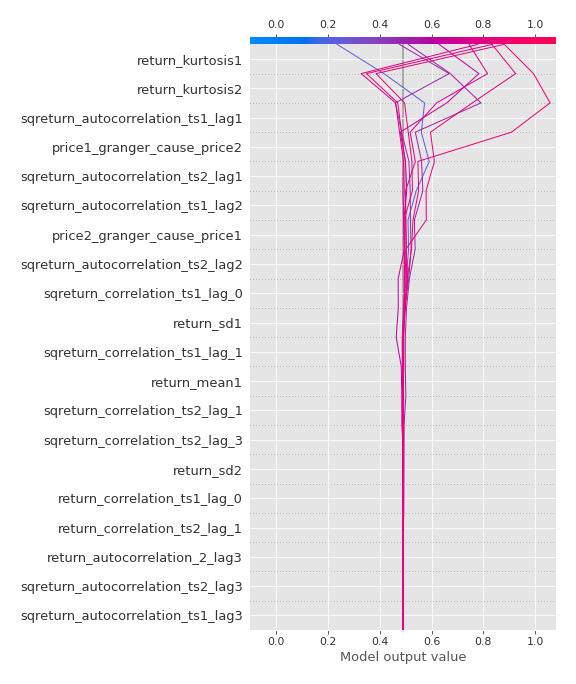 0.0 0.2 0.4 0.6 0.8 1.0
return_kurtosis1
return_kurtosis2
sqreturn_autocorrelation_ts1_lag1
price1_granger_cause_price2
sqreturn_autocorrelation_ts2_lag1
sqreturn_autocorrelation_ts1_lag2
price2_granger_cause_price1
sqreturn_autocorrelation_ts2_lag2
sqreturn_correlation_ts1_lag_0
return_sd1
sqreturn_correlation_ts1_lag_1
return_mean1
sqreturn_correlation_ts2_lag_1
sqreturn_correlation_ts2_lag_3
return_sd2
return_correlation_ts1_lag_0
return_correlation_ts2_lag_1
return_autocorrelation_2_lag3
sqreturn_autocorrelation_ts2_lag3
sqreturn_autocorrelation_ts1_lag3
0.0 0.2 0.4 0.6 0.8 1.0
Model output value